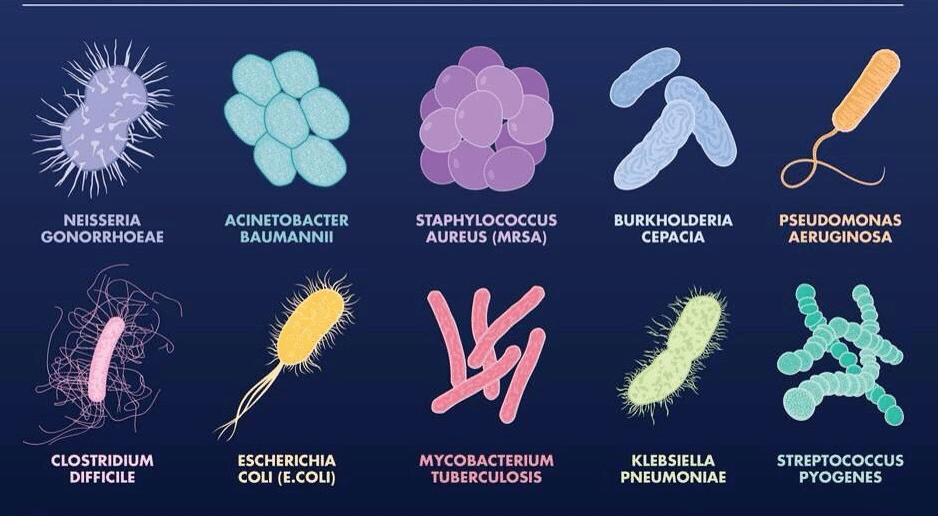 NEISSERIA
GONORRHOEAE
ACINETOBACTER
BAUMANNII
STAPHYLOCOCCUS
AUREUS (MRSA)
BURKHOLDERIA
CEPACIA
PSEUDOMONAS
AERUGINOSA
CLOSTRIDIUM
DIFFICILE
ESCHERICHIA
COLI (E.COLI)
MYCOBACTERIUM
TUBERCULOSIS
KLEBSIELLA
PNEUMONIAE
STREPTOCOCCUS
PYOGENES